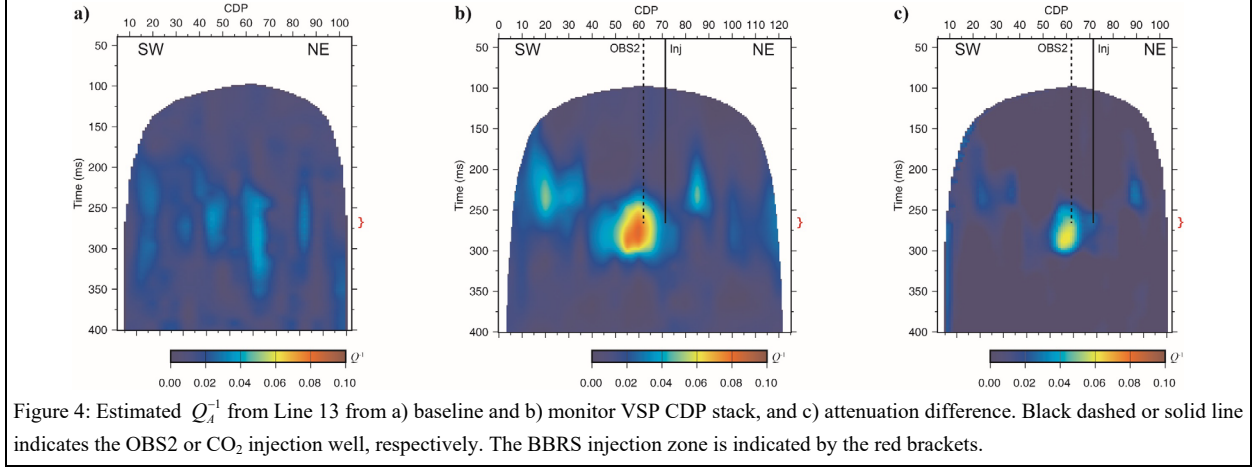 a)
CDP
10 20 30 40 50 60 70 80 90 100
SW NE
Time (ms)
50
100
150
200
250
300
350
400
}
Q⁻¹
0.00 0.02 0.04 0.06 0.08 0.10
b)
CDP
0 10 20 30 40 50 60 70 80 90 100 110 120
SW OBS2 Inj NE
Time (ms)
50
100
150
200
250
300
350
400
}
Q⁻¹
0.00 0.02 0.04 0.06 0.08 0.10
c)
CDP
10 20 30 40 50 60 70 80 90 100
SW OBS2 Inj NE
Time (ms)
50
100
150
200
250
300
350
400
}
Q⁻¹
0.00 0.02 0.04 0.06 0.08 0.10
Figure 4: Estimated Q_A⁻¹ from Line 13 from a) baseline and b) monitor VSP CDP stack, and c) attenuation difference. Black dashed or solid line
indicates the OBS2 or CO₂ injection well, respectively. The BBRS injection zone is indicated by the red brackets.